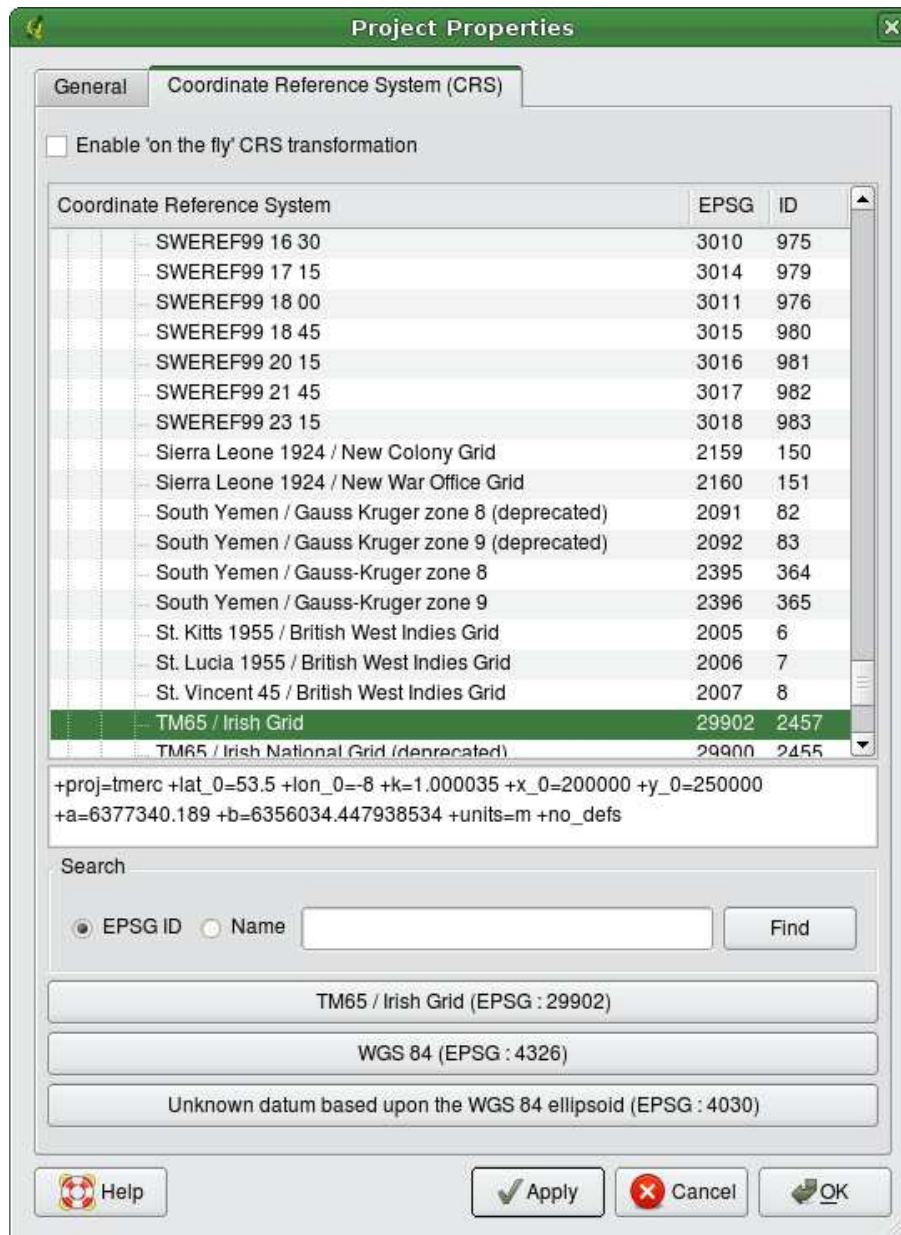 Project Properties
General Coordinate Reference System (CRS)
Enable 'on the fly' CRS transformation
Coordinate Reference System EPSG ID
SWEREF99 16 30 3010 975
SWEREF99 17 15 3014 979
SWEREF99 18 00 3011 976
SWEREF99 18 45 3015 980
SWEREF99 20 15 3016 981
SWEREF99 21 45 3017 982
SWEREF99 23 15 3018 983
Sierra Leone 1924 / New Colony Grid 2159 150
Sierra Leone 1924 / New War Office Grid 2160 151
South Yemen / Gauss Kruger zone 8 (deprecated) 2091 82
South Yemen / Gauss Kruger zone 9 (deprecated) 2092 83
South Yemen / Gauss-Kruger zone 8 2395 364
South Yemen / Gauss-Kruger zone 9 2396 365
St. Kitts 1955 / British West Indies Grid 2005 6
St. Lucia 1955 / British West Indies Grid 2006 7
St. Vincent 45 / British West Indies Grid 2007 8
TM65 / Irish Grid 29902 2457
TM65 / Irish National Grid (deprecated) 29900 2455
+proj=tmerc +lat_0=53.5 +lon_0=-8 +k=1.000035 +x_0=200000 +y_0=250000
+a=6377340.189 +b=6356034.447938534 +units=m +no_defs
Search
EPSG ID Name Find
TM65 / Irish Grid (EPSG : 29902)
WGS 84 (EPSG : 4326)
Unknown datum based upon the WGS 84 ellipsoid (EPSG : 4030)
Help Apply Cancel OK